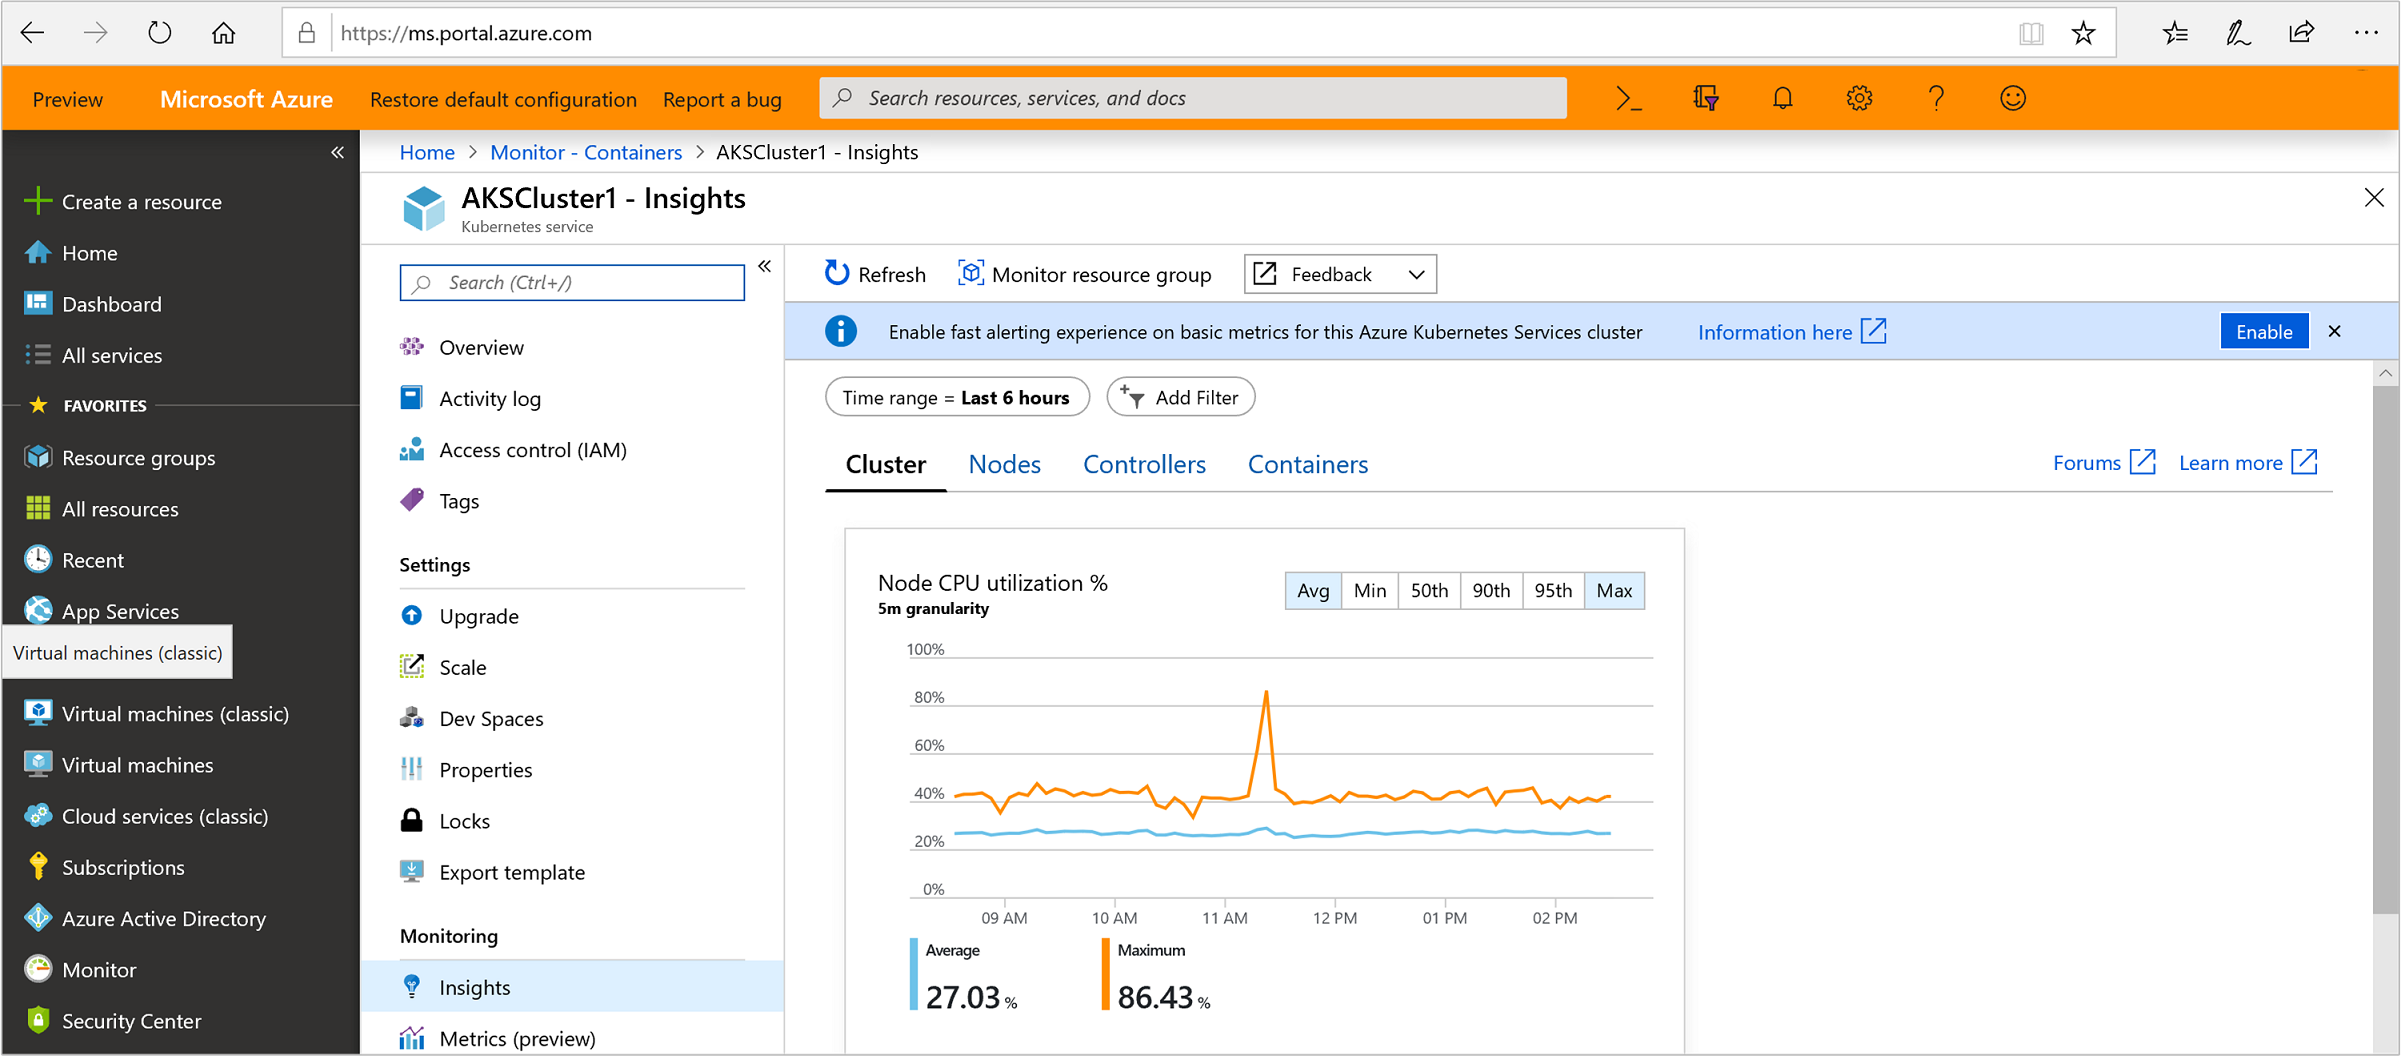 https://ms.portal.azure.com
Preview Microsoft Azure Restore default configuration Report a bug Search resources, services, and docs
Home > Monitor - Containers > AKSCluster1 - Insights
AKSCluster1 - Insights
Kubernetes service
Create a resource
Home
Dashboard
All services
FAVORITES
Resource groups
All resources
Recent
App Services
Virtual machines (classic)
Virtual machines (classic)
Virtual machines
Cloud services (classic)
Subscriptions
Azure Active Directory
Monitor
Security Center
Search (Ctrl+/)
Overview
Activity log
Access control (IAM)
Tags
Settings
Upgrade
Scale
Dev Spaces
Properties
Locks
Export template
Monitoring
Insights
Metrics (preview)
Refresh Monitor resource group Feedback
Enable fast alerting experience on basic metrics for this Azure Kubernetes Services cluster Information here Enable
Time range = Last 6 hours Add Filter
Cluster Nodes Controllers Containers Forums Learn more
Node CPU utilization %
5m granularity
Avg Min 50th 90th 95th Max
100%
80%
60%
40%
20%
0%
09 AM 10 AM 11 AM 12 PM 01 PM 02 PM
Average Maximum
27.03 % 86.43 %